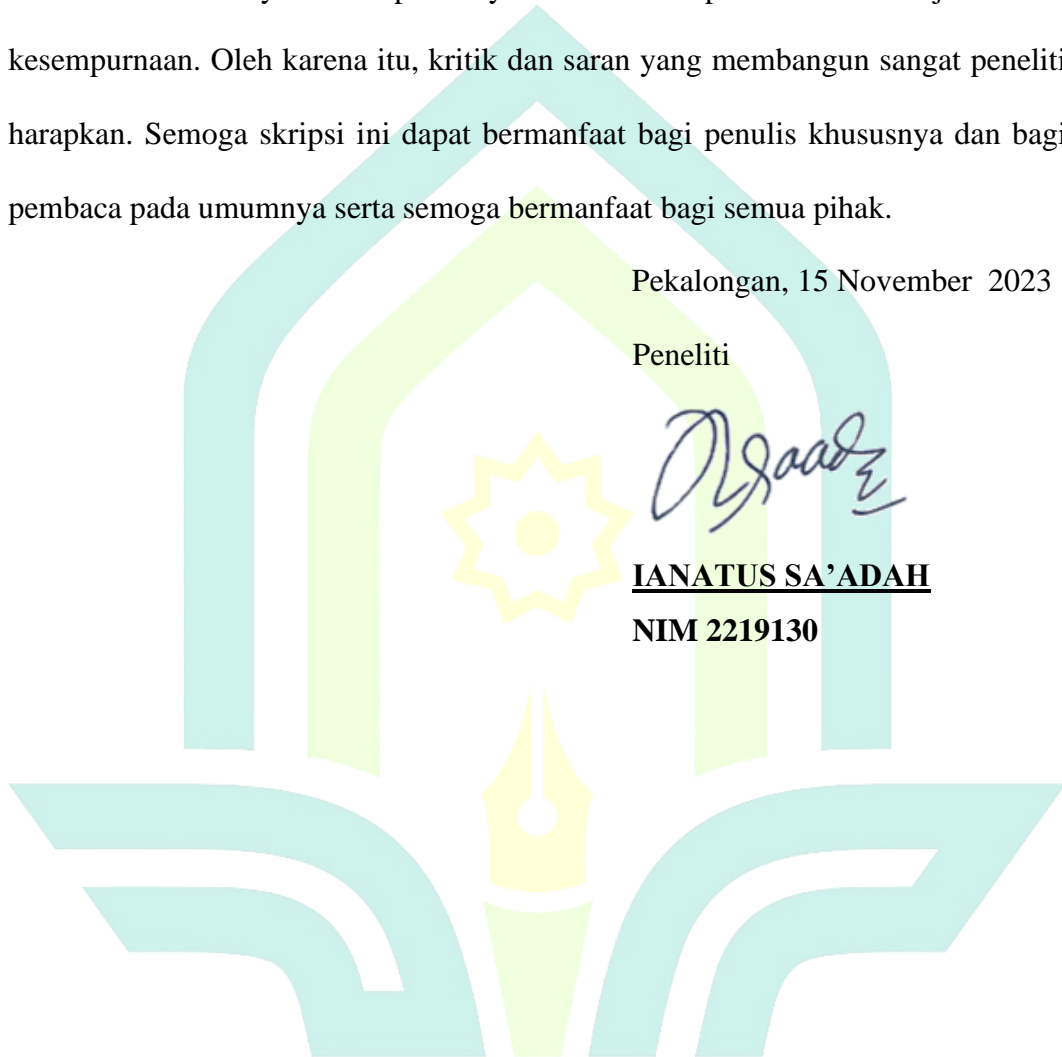 kesempurnaan. Oleh karena itu, kritik dan saran yang membangun sangat peneliti
harapkan. Semoga skripsi ini dapat bermanfaat bagi penulis khususnya dan bagi
pembaca pada umumnya serta semoga bermanfaat bagi semua pihak.
Pekalongan, 15 November 2023
Peneliti
IANATUS SA’ADAH
NIM 2219130